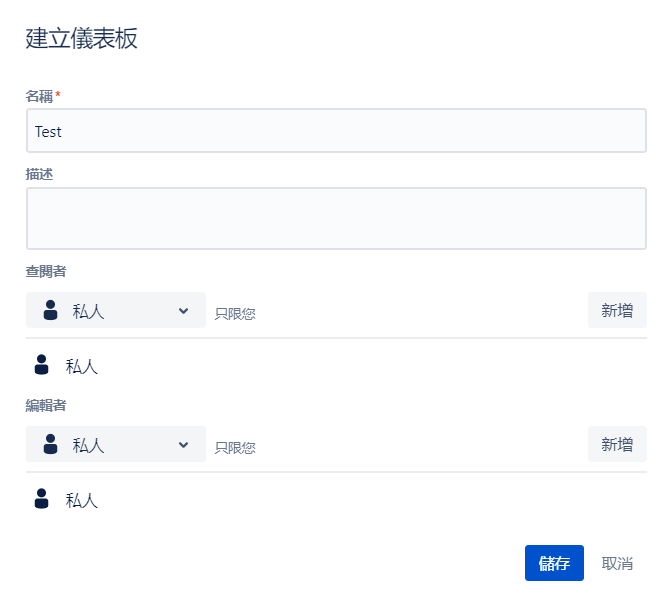 建立儀表板
名稱*
Test
描述
查閱者
私人 只限您 新增
私人
編輯者
私人 只限您 新增
私人
儲存 取消